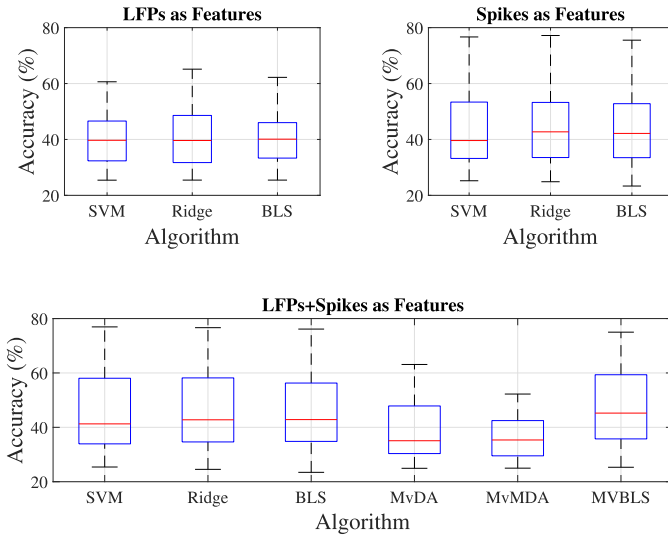 LFPs as Features
Accuracy (%)
80
60
40
20
SVM Ridge BLS
Algorithm
Spikes as Features
Accuracy (%)
80
60
40
20
SVM Ridge BLS
Algorithm
LFPs+Spikes as Features
Accuracy (%)
80
60
40
20
SVM Ridge BLS MvDA MvMDA MVBLS
Algorithm